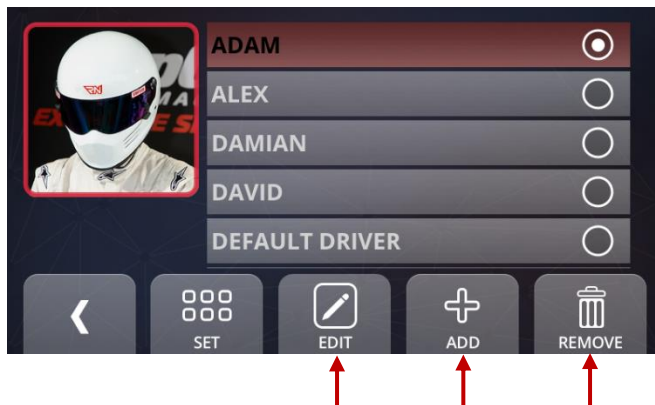 ADAM
ALEX
DAMIAN
DAVID
DEFAULT DRIVER
SET
EDIT
ADD
REMOVE